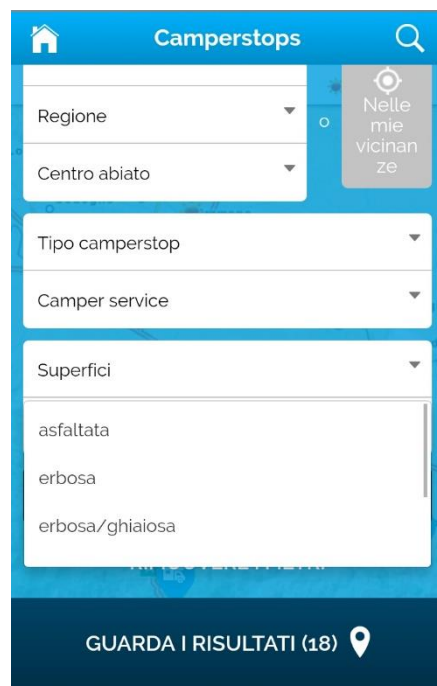 Camperstops
Regione
o
Nelle
mie
vicinan
ze
Centro abiato
Tipo camperstop
Camper service
Superfici
asfaltata
erbosa
erbosa/ghiaiosa
GUARDA I RISULTATI (18)